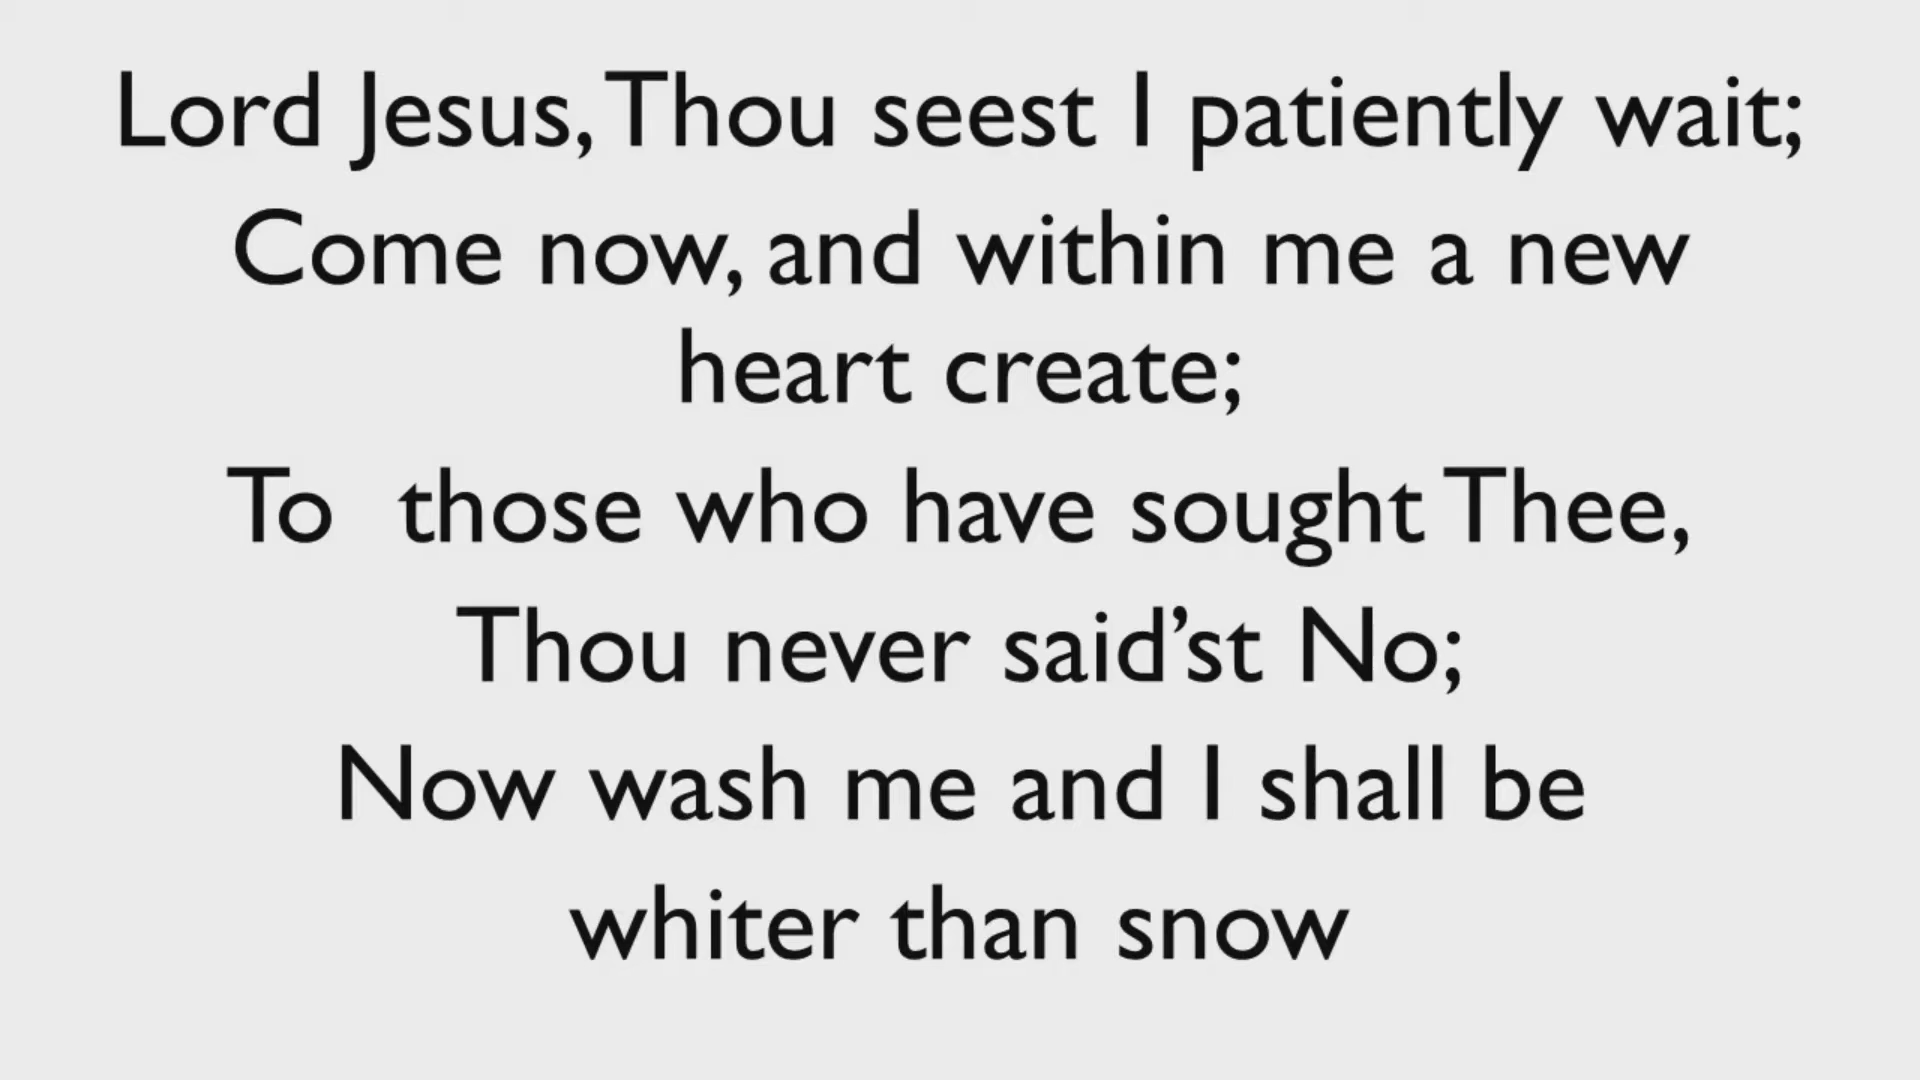 Lord Jesus, Thou seest I patiently wait;
Come now, and within me a new
heart create;
To  those who have sought Thee,
Thou never said’st No;
Now wash me and I shall be
whiter than snow